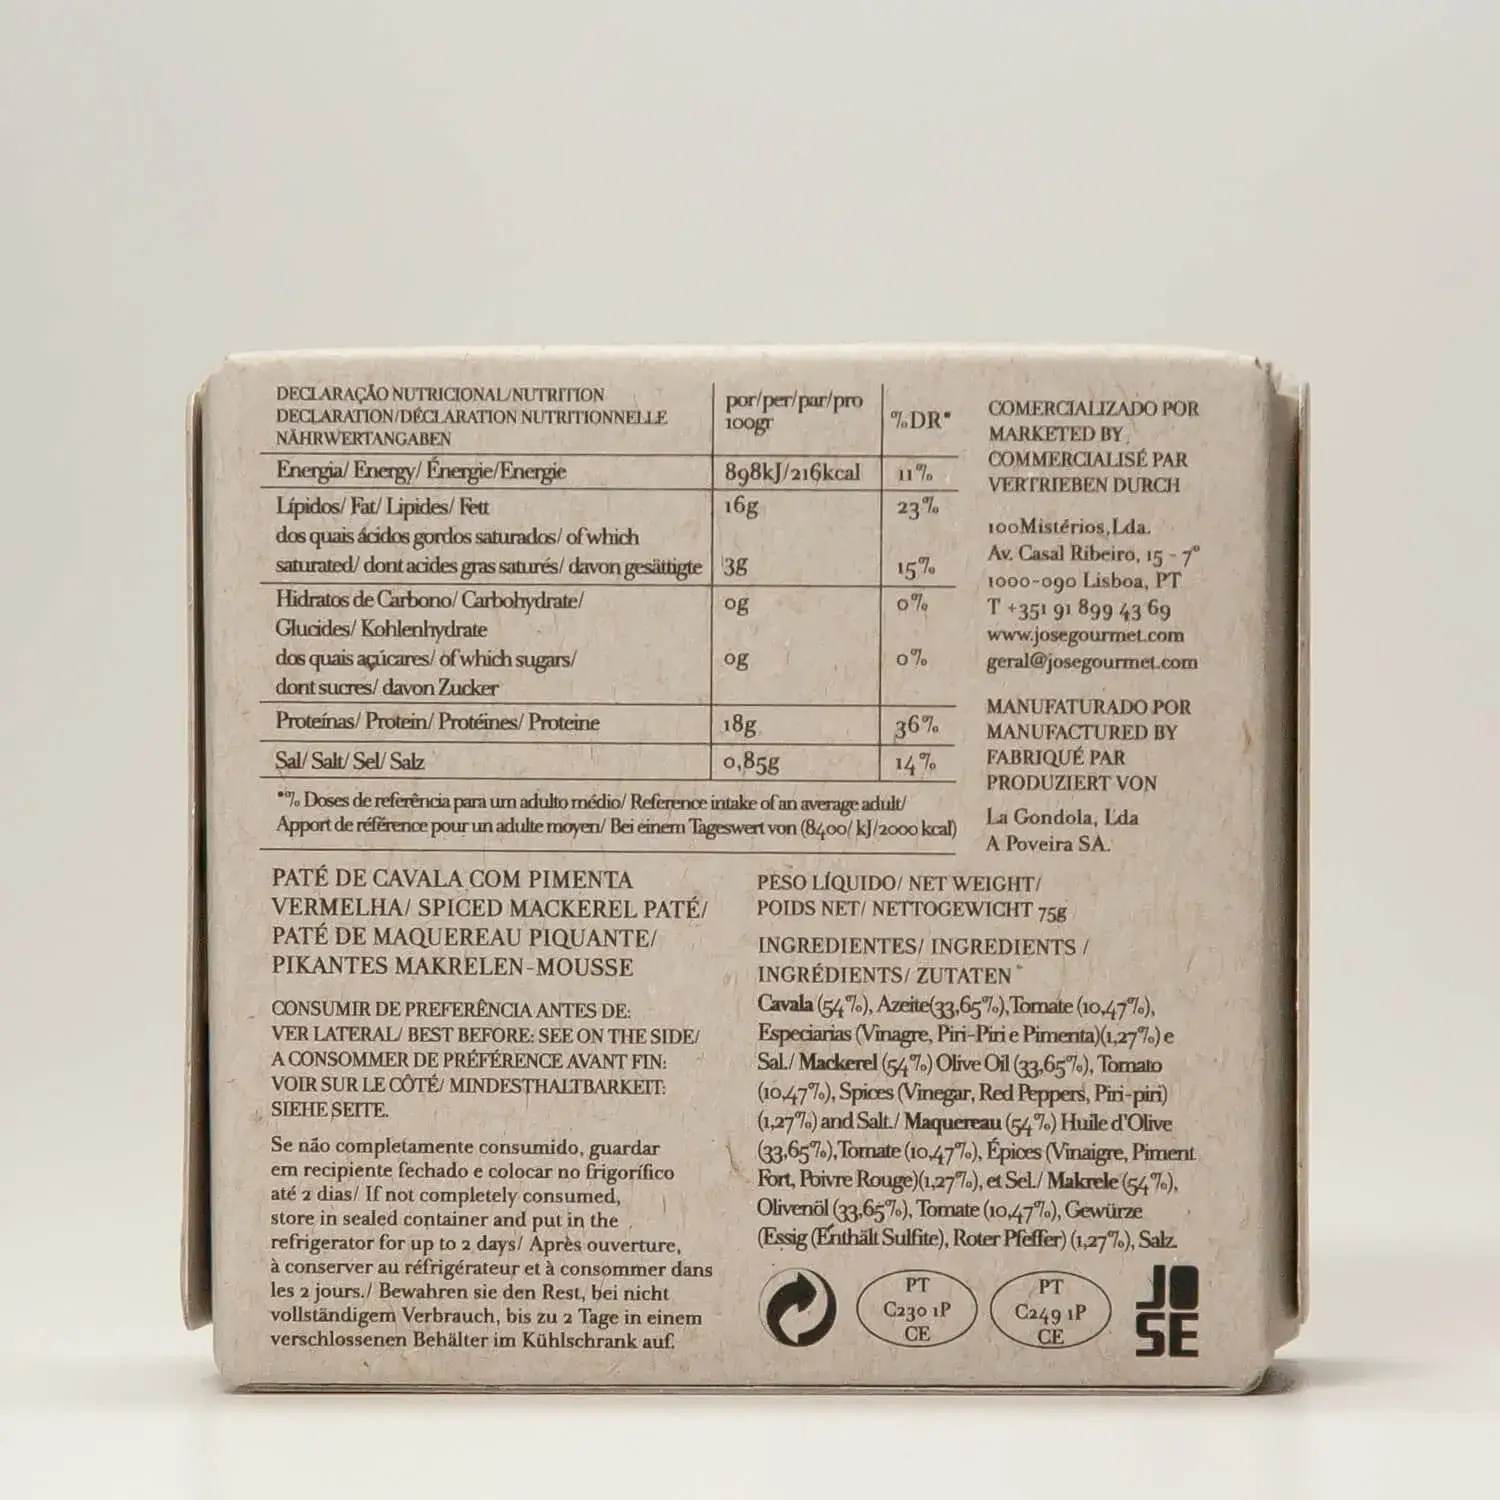 DECLARAÇÃO NUTRICIONAL/NUTRITION
DECLARATION/DÉCLARATION NUTRITIONNELLE
NÄHRWERTANGABEN
por/per/par/pro
100gr
%DR*
Energia/ Energy/ Énergie/Energie 898kJ/216kcal 11%
Lípidos/ Fat/ Lipides/ Fett 16g 23%
dos quais ácidos gordos saturados/ of which
saturated/ dont acides gras saturés/ davon gesättigte 3g 15%
Hidratos de Carbono/ Carbohydrate/ 0g 0%
Glucides/ Kohlenhydrate
dos quais açúcares/ of which sugars/ 0g 0%
dont sucres/ davon Zucker
Proteínas/ Protein/ Protéines/ Proteine 18g 36%
Sal/ Salt/ Sel/ Salz 0,85g 14%
*% Doses de referência para um adulto médio/ Reference intake of an average adult/
Apport de référence pour un adulte moyen/ Bei einem Tageswert von (8400/ kJ/2000 kcal)
COMERCIALIZADO POR
MARKETED BY
COMMERCIALISÉ PAR
VERTRIEBEN DURCH
100Mistérios,Lda.
Av. Casal Ribeiro, 15 - 7º
1000-090 Lisboa, PT
T +351 91 899 43 69
www.josegourmet.com
geral@josegourmet.com
MANUFATURADO POR
MANUFACTURED BY
FABRIQUÉ PAR
PRODUZIERT VON
La Gondola, Lda
A Poveira SA.
PATÉ DE CAVALA COM PIMENTA
VERMELHA/ SPICED MACKEREL PATÉ/
PATÉ DE MAQUEREAU PIQUANTE/
PIKANTES MAKRELEN-MOUSSE
CONSUMIR DE PREFERÊNCIA ANTES DE:
VER LATERAL/ BEST BEFORE: SEE ON THE SIDE/
A CONSOMMER DE PRÉFÉRENCE AVANT FIN:
VOIR SUR LE CÔTÉ/ MINDESTHALTBARKEIT:
SIEHE SEITE.
Se não completamente consumido, guardar
em recipiente fechado e colocar no frigorífico
até 2 dias/ If not completely consumed,
store in sealed container and put in the
refrigerator for up to 2 days/ Après ouverture,
à conserver au réfrigérateur et à consommer dans
les 2 jours./ Bewahren sie den Rest, bei nicht
vollständigem Verbrauch, bis zu 2 Tage in einem
verschlossenen Behälter im Kühlschrank auf.
PESO LÍQUIDO/ NET WEIGHT/
POIDS NET/ NETTOGEWICHT 75g
INGREDIENTES/ INGREDIENTS /
INGRÉDIENTS/ ZUTATEN
Cavala (54%), Azeite(33,65%),Tomate (10,47%),
Especiarias (Vinagre, Piri-Piri e Pimenta)(1,27%) e
Sal./ Mackerel (54%) Olive Oil (33,65%), Tomato
(10,47%), Spices (Vinegar, Red Peppers, Piri-piri)
(1,27%) and Salt./ Maquereau (54%) Huile d'Olive
(33,65%),Tomate (10,47%), Épices (Vinaigre, Piment
Fort, Poivre Rouge)(1,27%), et Sel./ Makrele (54%),
Olivenöl (33,65%), Tomate (10,47%), Gewürze
(Essig (Enthält Sulfite), Roter Pfeffer) (1,27%), Salz.
PT
C230 1P
CE
PT
C249 1P
CE
JO
SE